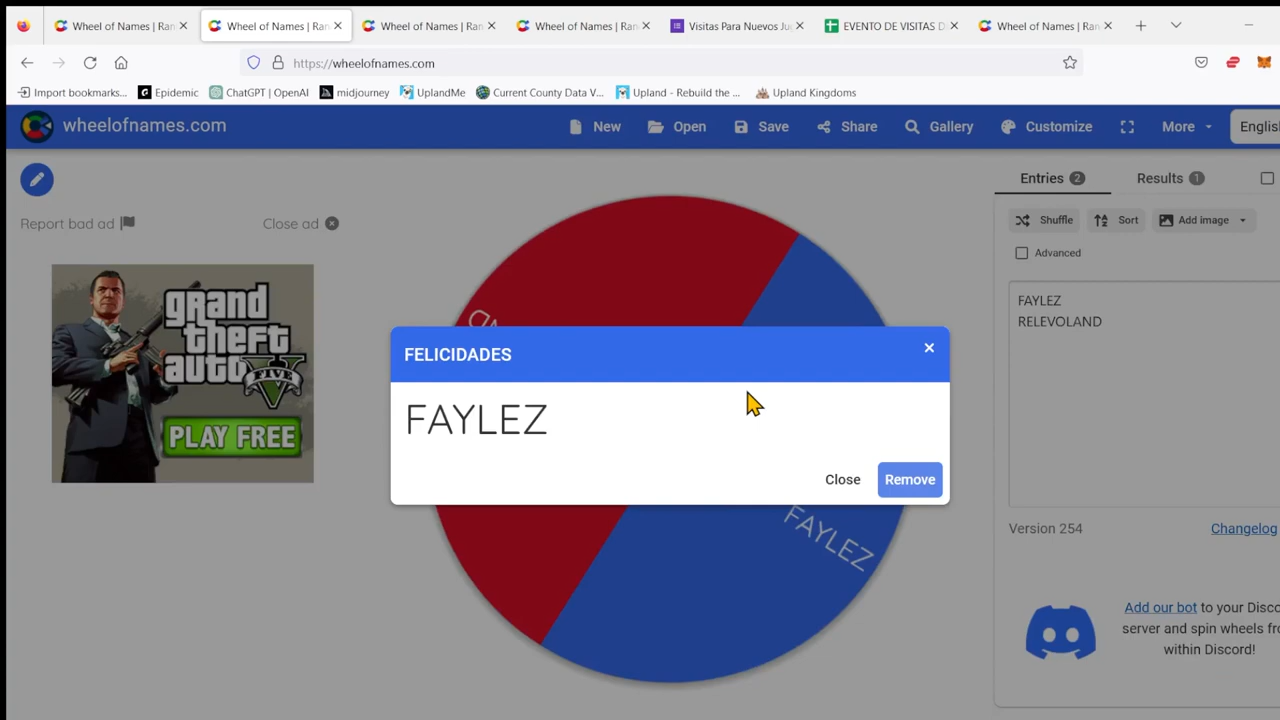 Wheel of Names | Ran
Wheel of Names | Ran
Wheel of Names | Ran
Wheel of Names | Ran
Visitas Para Nuevos Ju
EVENTO DE VISITAS D
Wheel of Names | Ran
https://wheelofnames.com
Import bookmarks...
Epidemic
ChatGPT | OpenAI
midjourney
UplandMe
Current County Data V...
Upland - Rebuild the ...
Upland Kingdoms
wheelofnames.com
New
Open
Save
Share
Gallery
Customize
More
English
Entries 2
Results 1
Report bad ad
Close ad
Shuffle
Sort
Add image
Advanced
grand
theft
auto
FIVE
PLAY FREE
FAYLEZ
RELEVOLAND
FELICIDADES
FAYLEZ
Close
Remove
FAYLEZ
Version 254
Changelog
Add our bot to your Disco
server and spin wheels fro
within Discord!